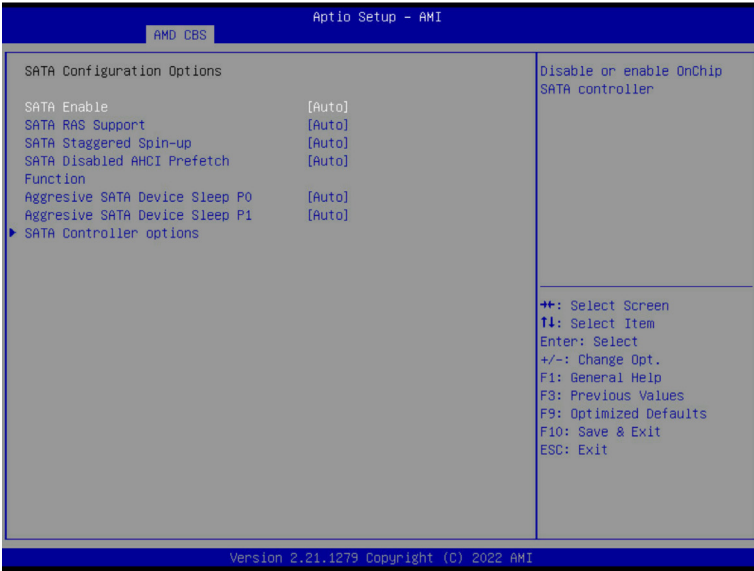 Aptio Setup – AMI
AMD CBS
SATA Configuration Options
SATA Enable [Auto]
SATA RAS Support [Auto]
SATA Staggered Spin-up [Auto]
SATA Disabled AHCI Prefetch [Auto]
Function
Aggresive SATA Device Sleep P0 [Auto]
Aggresive SATA Device Sleep P1 [Auto]
SATA Controller options
Disable or enable OnChip
SATA controller
→←: Select Screen
↑↓: Select Item
Enter: Select
+/-: Change Opt.
F1: General Help
F3: Previous Values
F9: Optimized Defaults
F10: Save & Exit
ESC: Exit
Version 2.21.1279 Copyright (C) 2022 AMI